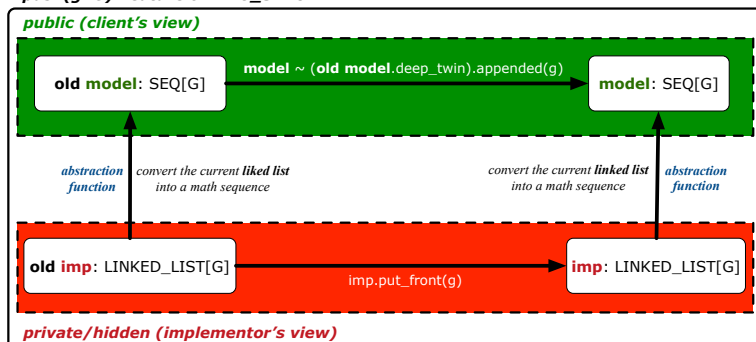 public (client's view)
model ~ (old model.deep_twin).appended(g)
old model: SEQ[G]
model: SEQ[G]
abstraction
function
convert the current liked list
into a math sequence
convert the current linked list
into a math sequence
abstraction
function
old imp: LINKED_LIST[G]
imp.put_front(g)
imp: LINKED_LIST[G]
private/hidden (implementor's view)